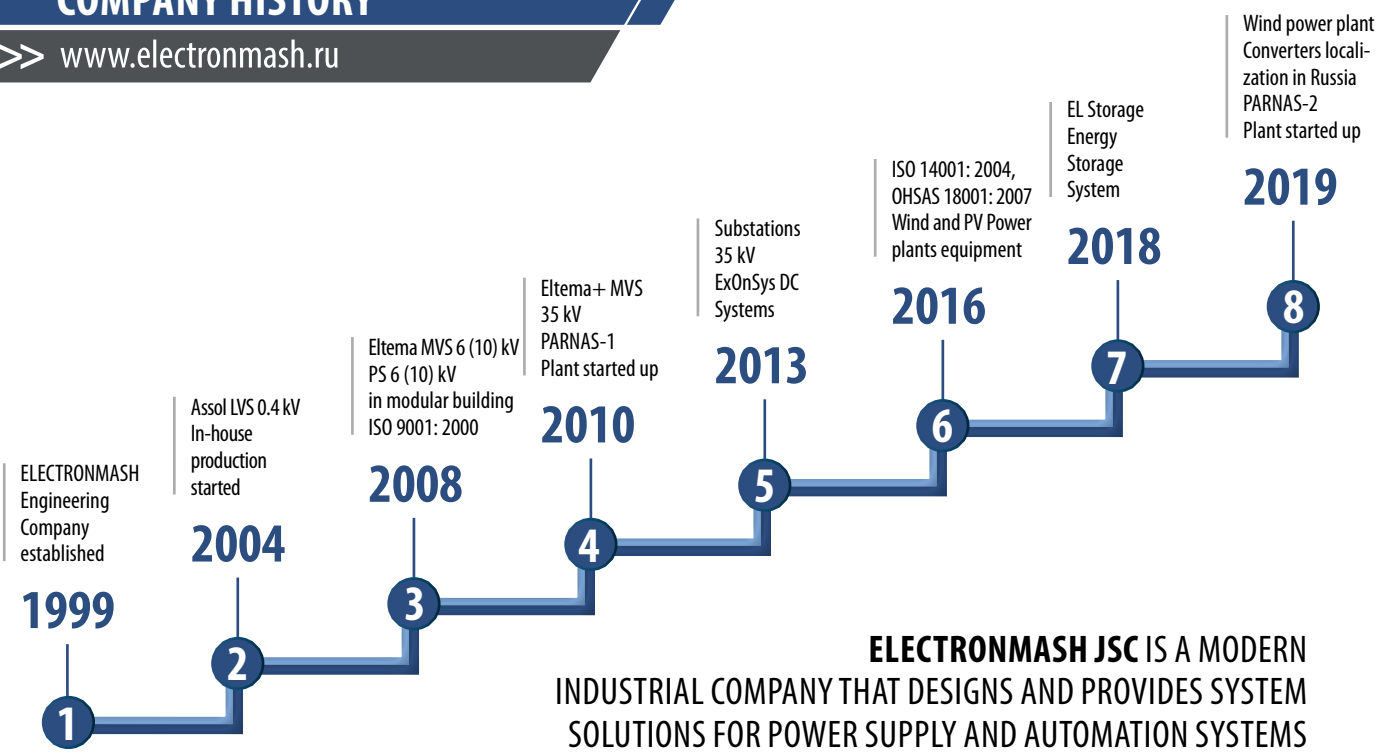 COMPANY HISTORY
>> www.electronmash.ru
ELECTRONMASH
Engineering
Company
established
1999
1
Assol LVS 0.4 kV
In-house
production
started
2004
2
Eltema MVS 6 (10) kV
PS 6 (10) kV
in modular building
ISO 9001: 2000
2008
3
Eltema+ MVS
35 kV
PARNAS-1
Plant started up
2010
4
Substations
35 kV
ExOnSys DC
Systems
2013
5
ISO 14001: 2004,
OHSAS 18001: 2007
Wind and PV Power
plants equipment
2016
6
EL Storage
Energy
Storage
System
2018
7
Wind power plant
Converters locali-
zation in Russia
PARNAS-2
Plant started up
2019
8
ELECTRONMASH JSC IS A MODERN
INDUSTRIAL COMPANY THAT DESIGNS AND PROVIDES SYSTEM
SOLUTIONS FOR POWER SUPPLY AND AUTOMATION SYSTEMS